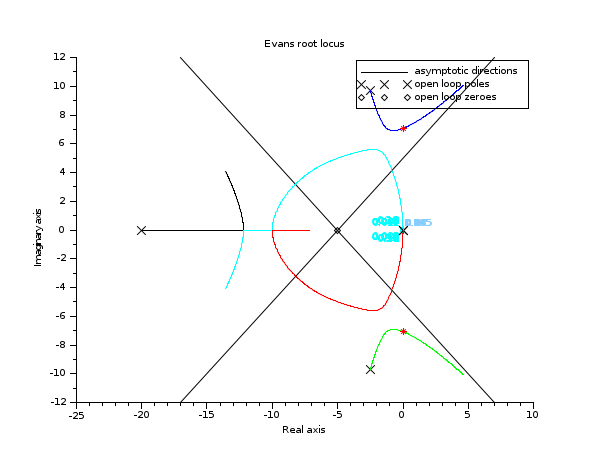 Evans root locus
12
10
8
6
4
2
0
-2
-4
-6
-8
-10
-12
-25 -20 -15 -10 -5 0 5 10
Imaginary axis
Real axis
asymptotic directions
open loop poles
open loop zeroes